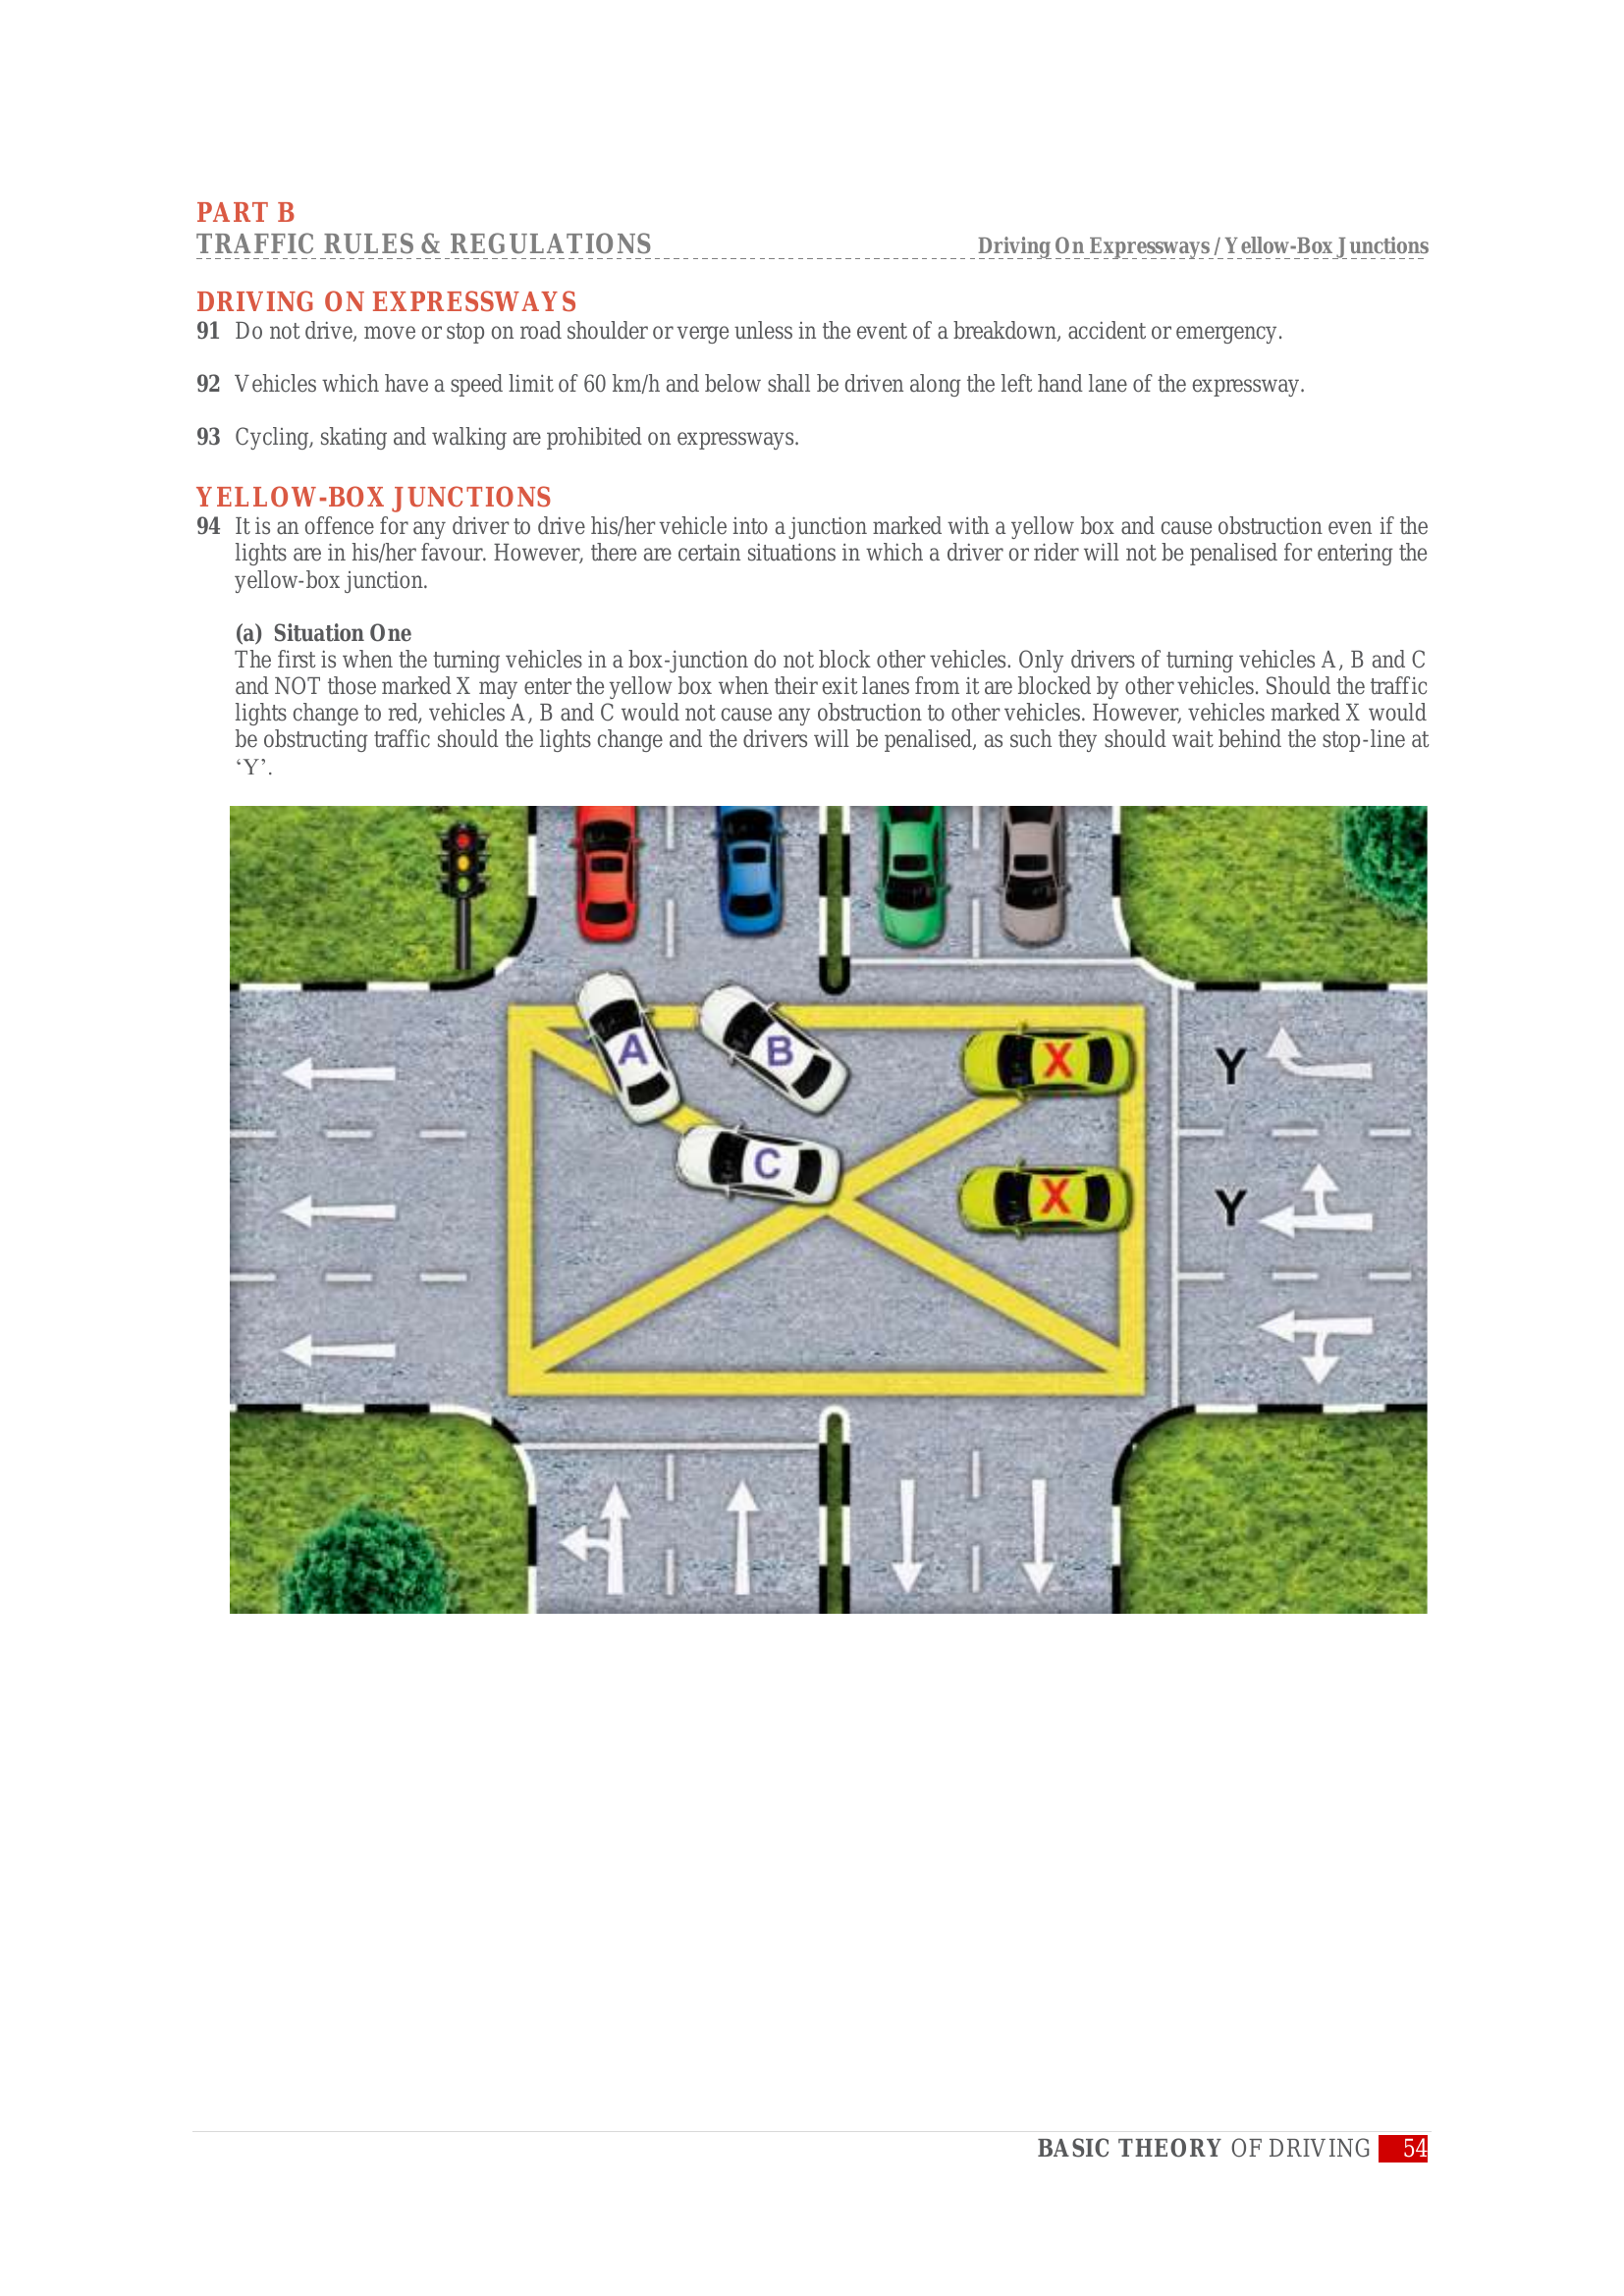 PART B
TRAFFIC RULES & REGULATIONS Driving On Expressways / Yellow-Box Junctions
DRIVING ON EXPRESSWAYS
91 Do not drive, move or stop on road shoulder or verge unless in the event of a breakdown, accident or emergency.
92 Vehicles which have a speed limit of 60 km/h and below shall be driven along the left hand lane of the expressway.
93 Cycling, skating and walking are prohibited on expressways.
YELLOW-BOX JUNCTIONS
94 It is an offence for any driver to drive his/her vehicle into a junction marked with a yellow box and cause obstruction even if the
lights are in his/her favour. However, there are certain situations in which a driver or rider will not be penalised for entering the
yellow-box junction.
(a) Situation One
The first is when the turning vehicles in a box-junction do not block other vehicles. Only drivers of turning vehicles A, B and C
and NOT those marked X may enter the yellow box when their exit lanes from it are blocked by other vehicles. Should the traffic
lights change to red, vehicles A, B and C would not cause any obstruction to other vehicles. However, vehicles marked X would
be obstructing traffic should the lights change and the drivers will be penalised, as such they should wait behind the stop-line at
‘Y’.
A B X Y
C X Y
BASIC THEORY OF DRIVING 54